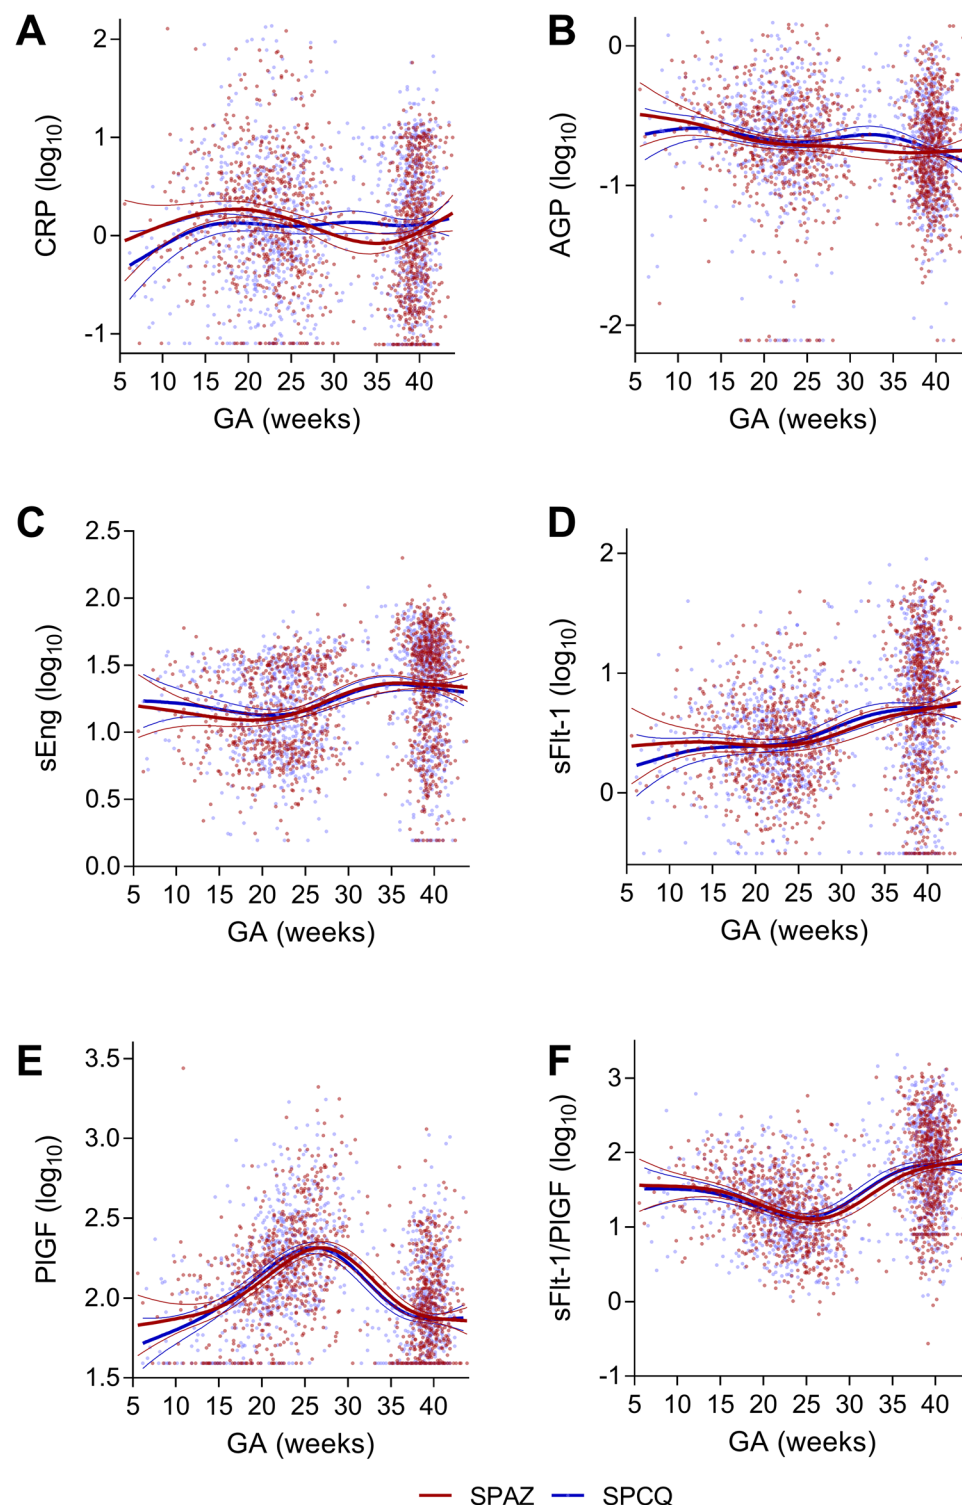 A
B
CRP (log10)
2
1
0
-1
5 10 15 20 25 30 35 40
GA (weeks)
AGP (log10)
0
-1
-2
5 10 15 20 25 30 35 40
GA (weeks)
C
D
sEng (log10)
2.5
2.0
1.5
1.0
0.5
0.0
5 10 15 20 25 30 35 40
GA (weeks)
sFlt-1 (log10)
2
1
0
5 10 15 20 25 30 35 40
GA (weeks)
E
F
PlGF (log10)
3.5
3.0
2.5
2.0
1.5
5 10 15 20 25 30 35 40
GA (weeks)
sFlt-1/PlGF (log10)
3
2
1
0
-1
5 10 15 20 25 30 35 40
GA (weeks)
SPAZ SPCQ